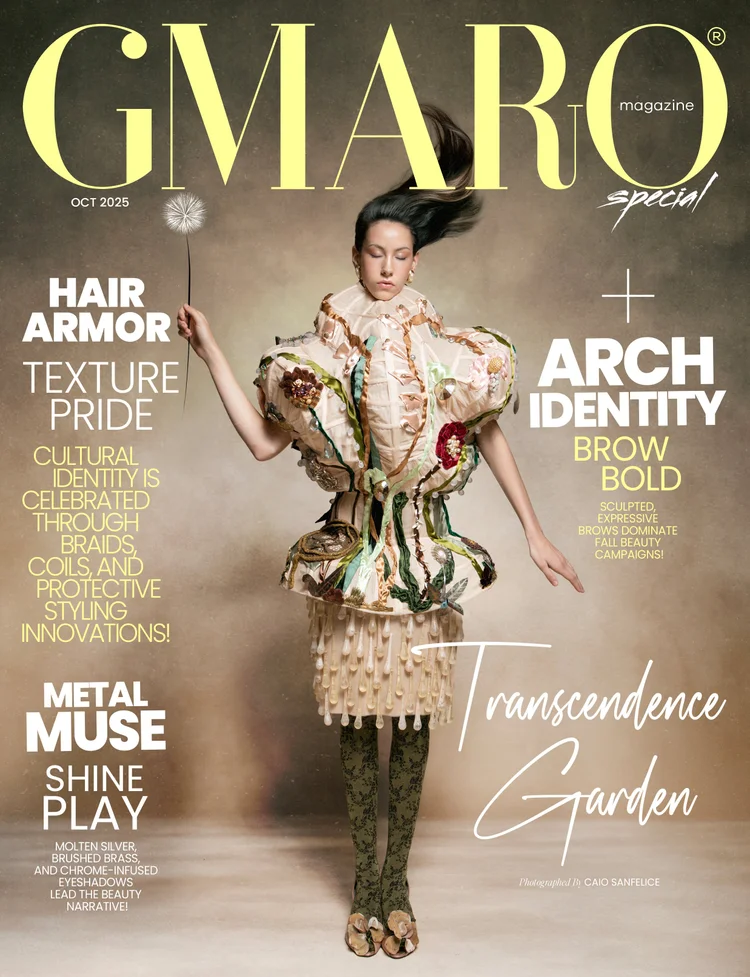 GMARO
®
magazine
special
OCT 2025
HAIR
ARMOR
TEXTURE
PRIDE
CULTURAL
IDENTITY IS
CELEBRATED
THROUGH
BRAIDS,
COILS, AND
PROTECTIVE
STYLING
INNOVATIONS!
METAL
MUSE
SHINE
PLAY
MOLTEN SILVER,
BRUSHED BRASS,
AND CHROME-INFUSED
EYESHADOWS
LEAD THE BEAUTY
NARRATIVE!
+
ARCH
IDENTITY
BROW
BOLD
SCULPTED,
EXPRESSIVE
BROWS DOMINATE
FALL BEAUTY
CAMPAIGNS!
Transcendence
Garden
Photographed By CAIO SANFELICE